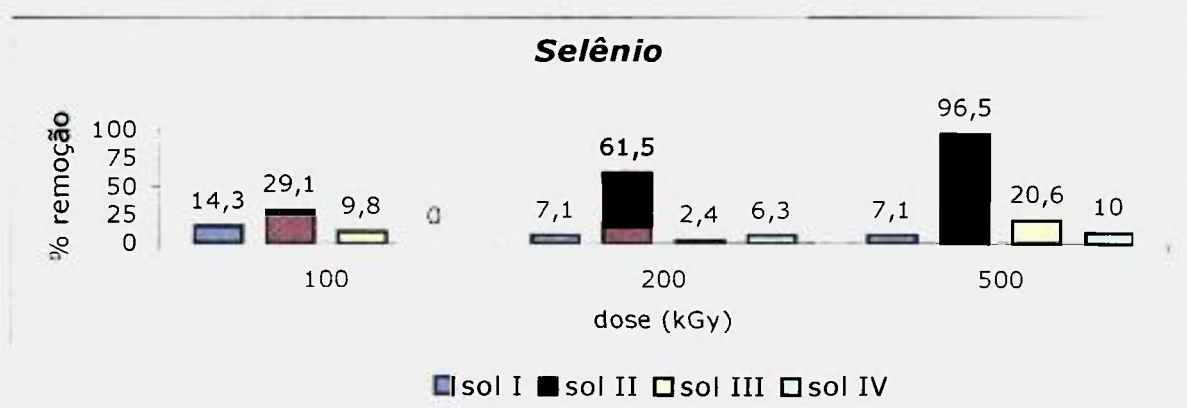 Selênio
% remoção
100
75
50
25
0
14,3 29,1 9,8 0
7,1 61,5 2,4 6,3
7,1 96,5 20,6 10
100 200 500
dose (kGy)
sol I sol II sol III sol IV